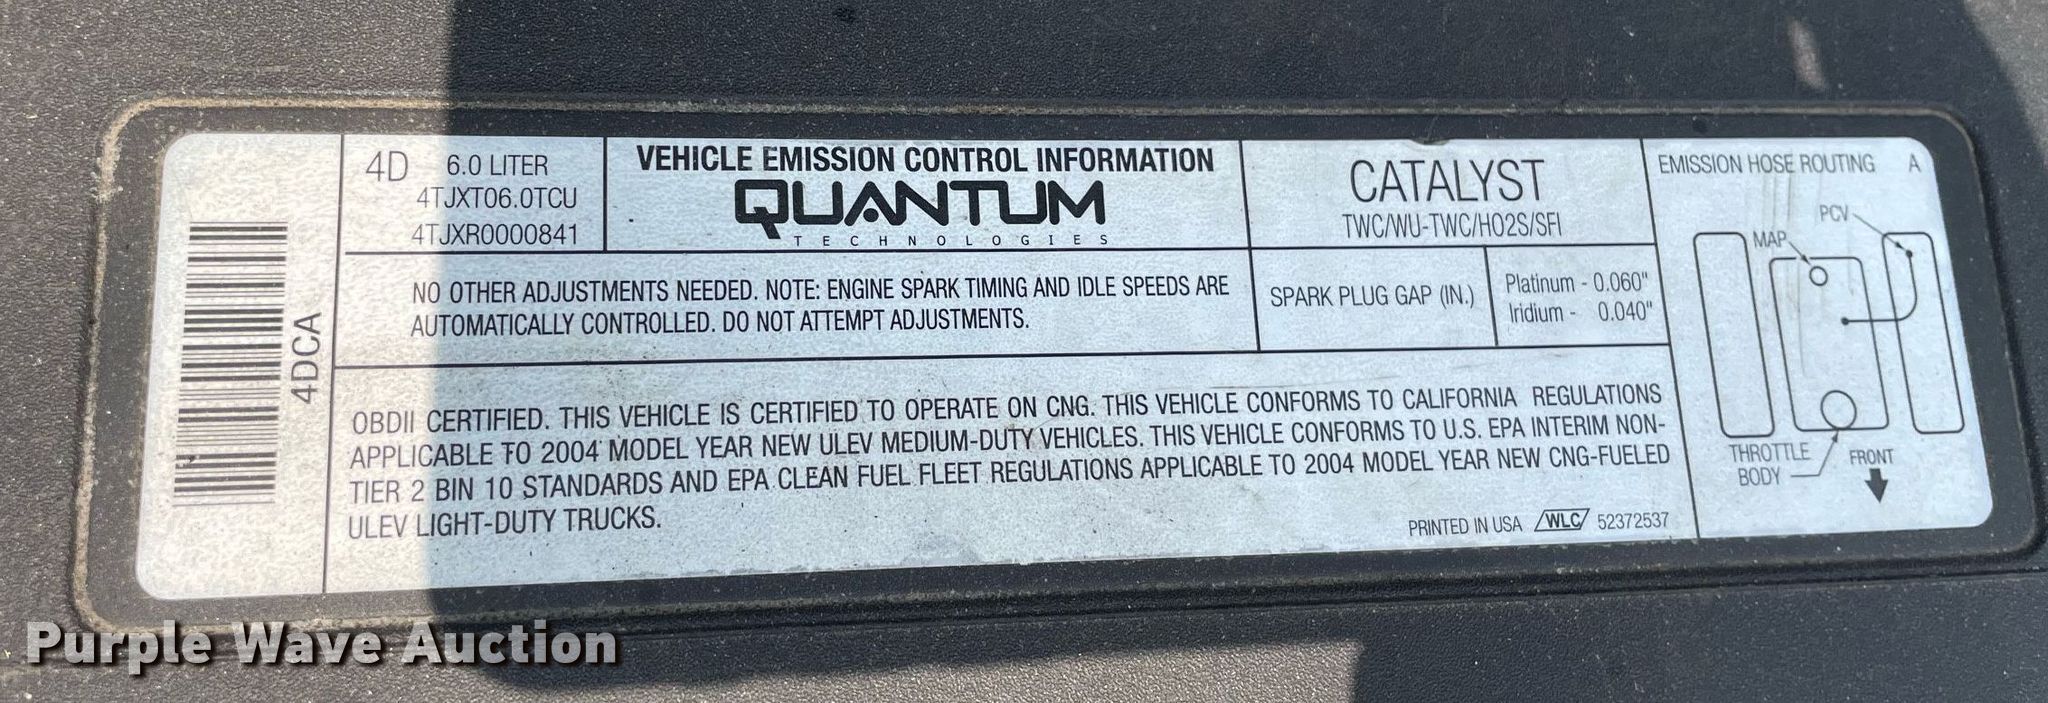 4DCA
4D 6.0 LITER
4TJXT06.0TCU
4TJXR0000841
VEHICLE EMISSION CONTROL INFORMATION
QUANTUM
TECHNOLOGIES
CATALYST
TWC/WU-TWC/HO2S/SFI
NO OTHER ADJUSTMENTS NEEDED. NOTE: ENGINE SPARK TIMING AND IDLE SPEEDS ARE
AUTOMATICALLY CONTROLLED. DO NOT ATTEMPT ADJUSTMENTS.
SPARK PLUG GAP (IN.)
Platinum - 0.060"
Iridium - 0.040"
OBDII CERTIFIED. THIS VEHICLE IS CERTIFIED TO OPERATE ON CNG. THIS VEHICLE CONFORMS TO CALIFORNIA REGULATIONS
APPLICABLE TO 2004 MODEL YEAR NEW ULEV MEDIUM-DUTY VEHICLES. THIS VEHICLE CONFORMS TO U.S. EPA INTERIM NON-
TIER 2 BIN 10 STANDARDS AND EPA CLEAN FUEL FLEET REGULATIONS APPLICABLE TO 2004 MODEL YEAR NEW CNG-FUELED
ULEV LIGHT-DUTY TRUCKS.
PRINTED IN USA WLC 52372537
EMISSION HOSE ROUTING A
PCV
MAP
THROTTLE
BODY
FRONT
Purple Wave Auction